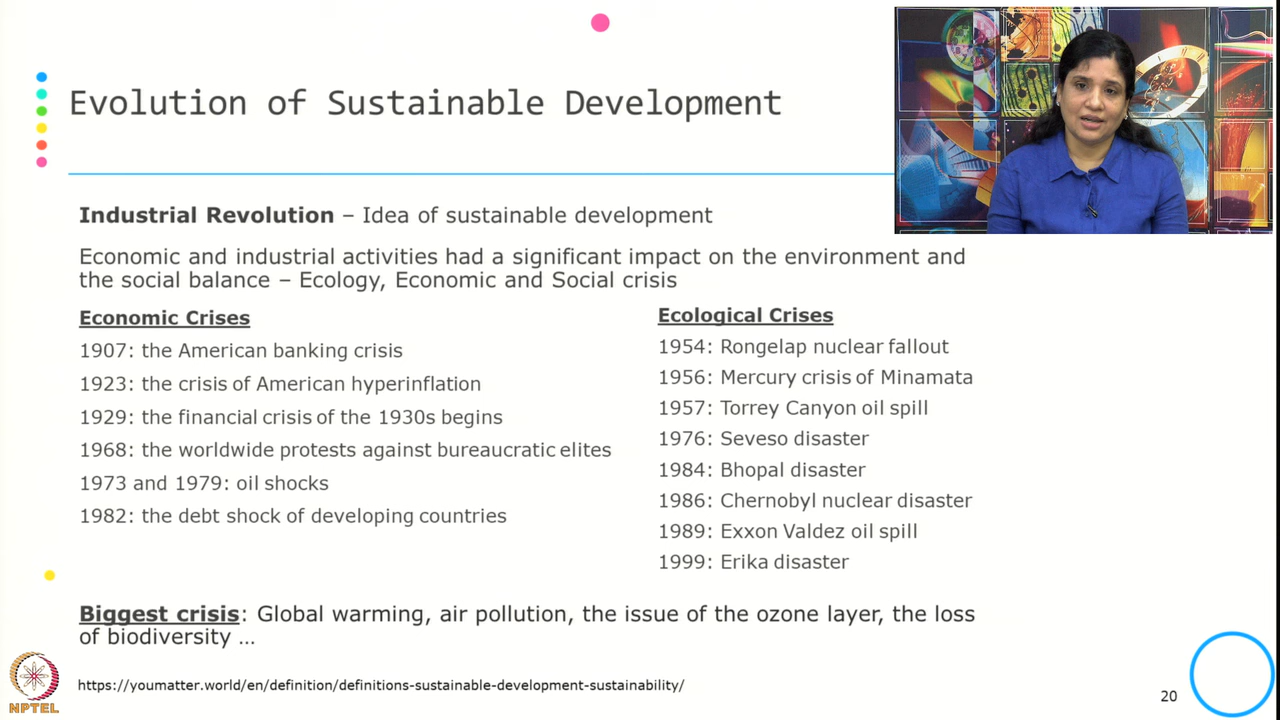 Evolution of Sustainable Development
Industrial Revolution – Idea of sustainable development
Economic and industrial activities had a significant impact on the environment and
the social balance – Ecology, Economic and Social crisis
Economic Crises
1907: the American banking crisis
1923: the crisis of American hyperinflation
1929: the financial crisis of the 1930s begins
1968: the worldwide protests against bureaucratic elites
1973 and 1979: oil shocks
1982: the debt shock of developing countries
Ecological Crises
1954: Rongelap nuclear fallout
1956: Mercury crisis of Minamata
1957: Torrey Canyon oil spill
1976: Seveso disaster
1984: Bhopal disaster
1986: Chernobyl nuclear disaster
1989: Exxon Valdez oil spill
1999: Erika disaster
Biggest crisis: Global warming, air pollution, the issue of the ozone layer, the loss
of biodiversity …
https://youmatter.world/en/definition/definitions-sustainable-development-sustainability/
NPTEL
20